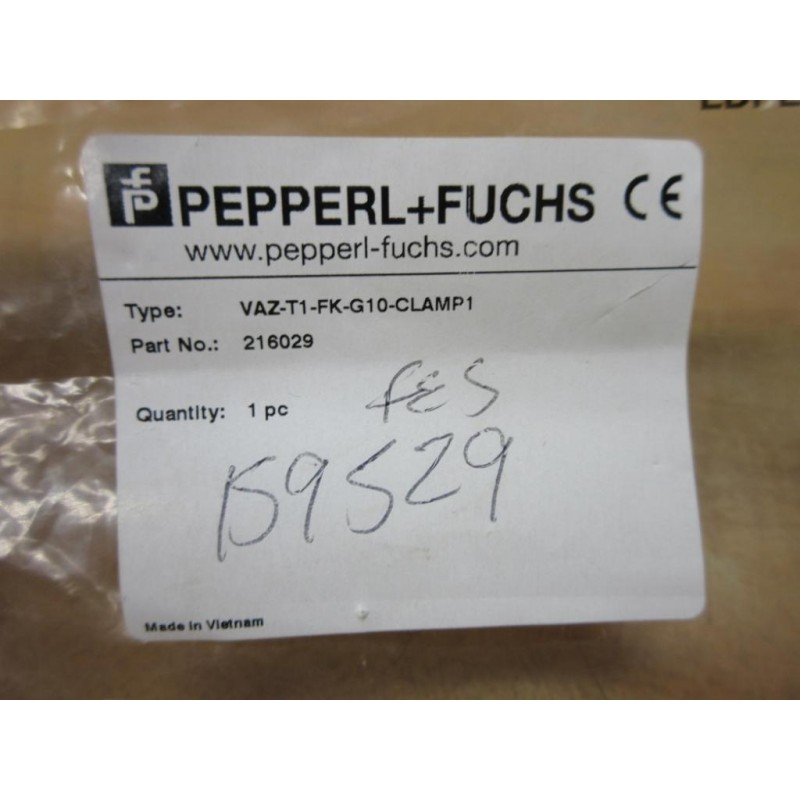 PEPPERL+FUCHS CE
www.pepperl-fuchs.com
Type: VAZ-T1-FK-G10-CLAMP1
Part No.: 216029
fES
Quantity: 1 pc
159529
Made in Vietnam